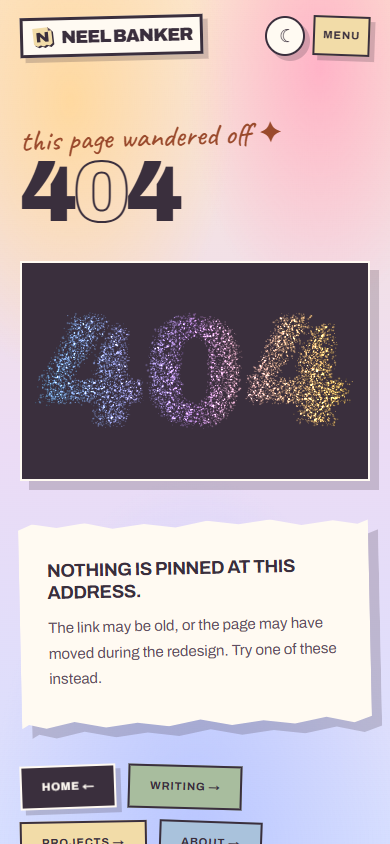 N NEEL BANKER
☾
MENU
this page wandered off ✦
404
404
NOTHING IS PINNED AT THIS
ADDRESS.
The link may be old, or the page may have
moved during the redesign. Try one of these
instead.
HOME ←
WRITING →
PROJECTS →
ABOUT →